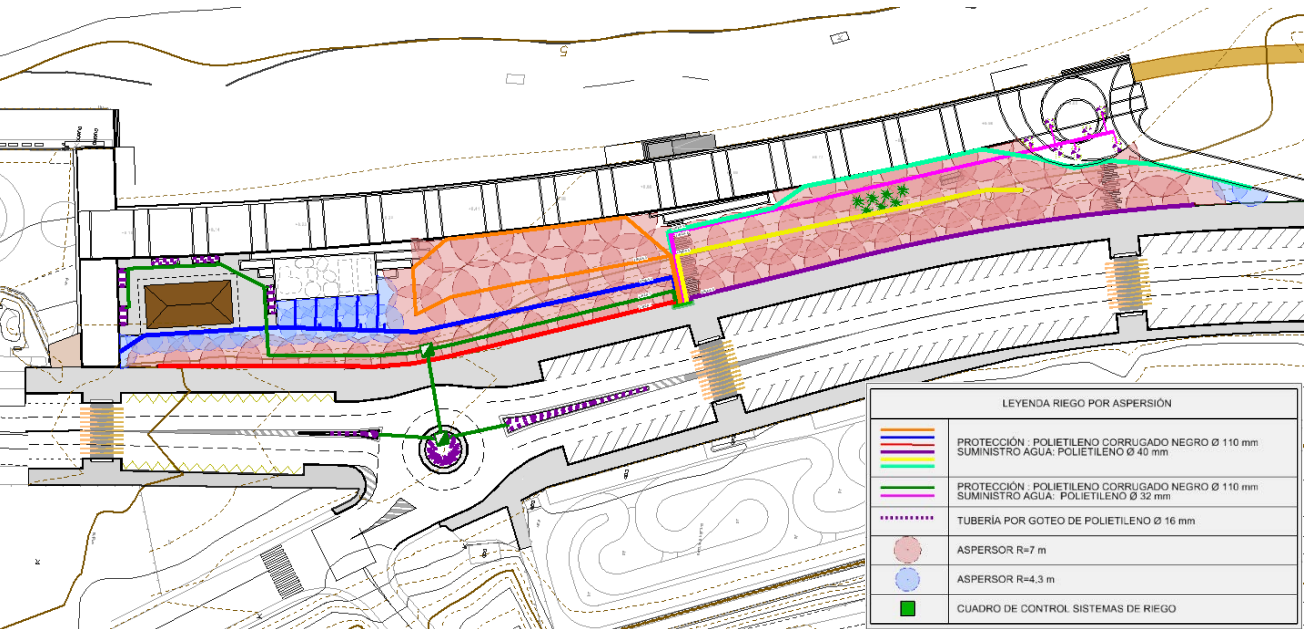 5
LEYENDA RIEGO POR ASPERSIÓN
PROTECCIÓN : POLIETILENO CORRUGADO NEGRO Ø 110 mm
SUMINISTRO AGUA: POLIETILENO Ø 40 mm
PROTECCIÓN : POLIETILENO CORRUGADO NEGRO Ø 110 mm
SUMINISTRO AGUA: POLIETILENO Ø 32 mm
TUBERÍA POR GOTEO DE POLIETILENO Ø 16 mm
ASPERSOR R=7 m
ASPERSOR R=4,3 m
CUADRO DE CONTROL SISTEMAS DE RIEGO